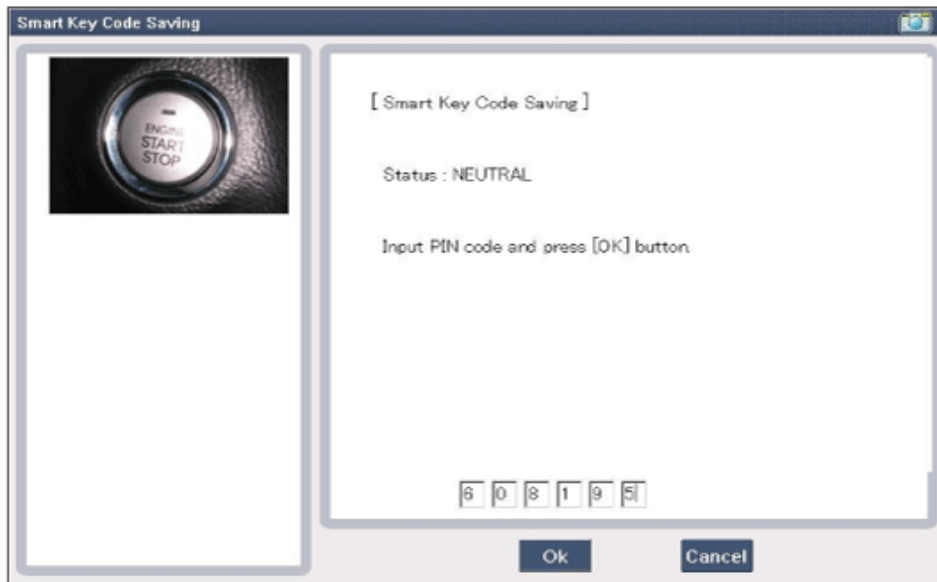 Smart Key Code Saving
ENGINE
START
STOP
[ Smart Key Code Saving ]
Status : NEUTRAL
Input PIN code and press [OK] button.
6 0 8 1 9 5
Ok Cancel